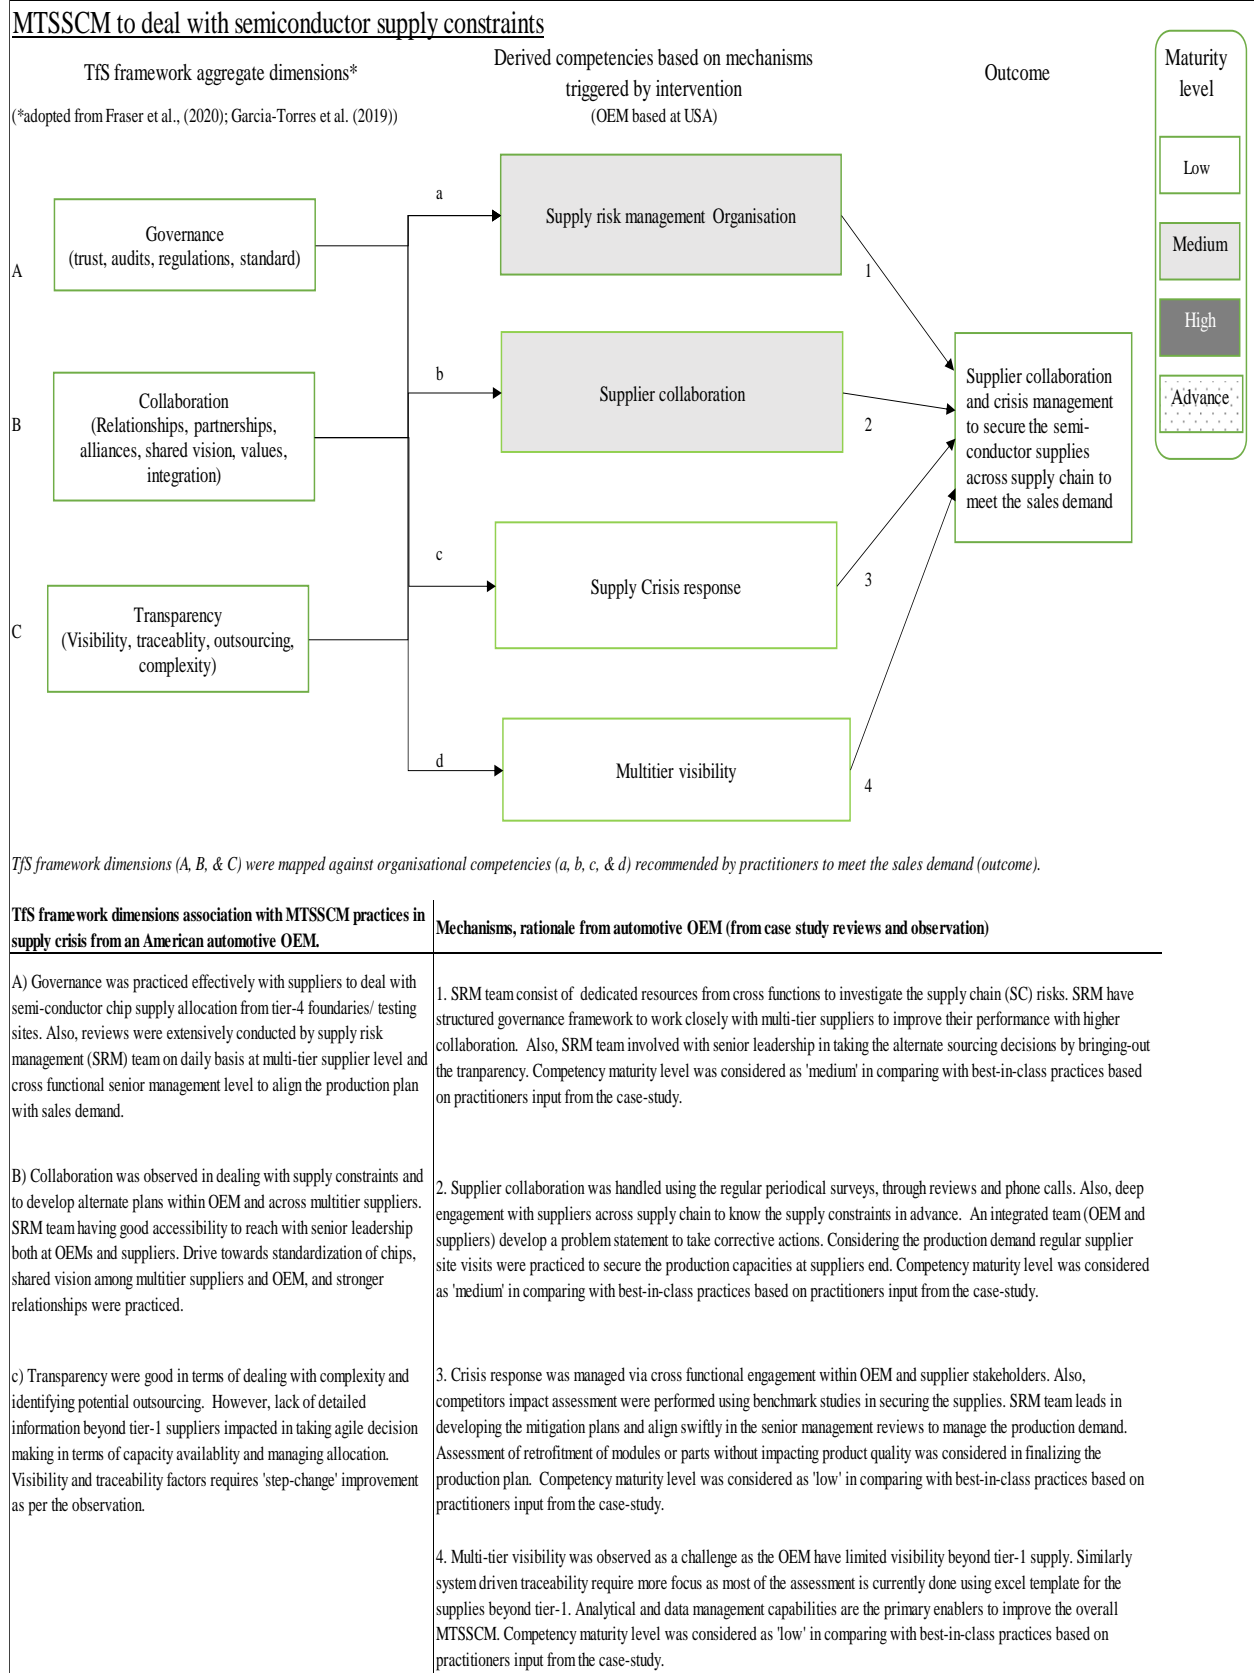 MTSSCM to deal with semiconductor supply constraints
TfS framework aggregate dimensions*
(*adopted from Fraser et al., (2020); Garcia-Torres et al. (2019))
Derived competencies based on mechanisms
triggered by intervention
(OEM based at USA)
Outcome
Maturity
level
Low
Medium
High
Advance
A
Governance
(trust, audits, regulations, standard)
B
Collaboration
(Relationships, partnerships,
alliances, shared vision, values,
integration)
C
Transparency
(Visibility, traceablity, outsourcing,
complexity)
a
Supply risk management Organisation
1
b
Supplier collaboration
2
c
Supply Crisis response
3
d
Multitier visibility
4
Supplier collaboration
and crisis management
to secure the semi-
conductor supplies
across supply chain to
meet the sales demand
TfS framework dimensions (A, B, & C) were mapped against organisational competencies (a, b, c, & d) recommended by practitioners to meet the sales demand (outcome).
TfS framework dimensions association with MTSSCM practices in
supply crisis from an American automotive OEM.
Mechanisms, rationale from automotive OEM (from case study reviews and observation)
A) Governance was practiced effectively with suppliers to deal with
semi-conductor chip supply allocation from tier-4 foundaries/ testing
sites. Also, reviews were extensively conducted by supply risk
management (SRM) team on daily basis at multi-tier supplier level and
cross functional senior management level to align the production plan
with sales demand.
1. SRM team consist of dedicated resources from cross functions to investigate the supply chain (SC) risks. SRM have
structured governance framework to work closely with multi-tier suppliers to improve their performance with higher
collaboration. Also, SRM team involved with senior leadership in taking the alternate sourcing decisions by bringing-out
the tranparency. Competency maturity level was considered as 'medium' in comparing with best-in-class practices based
on practitioners input from the case-study.
B) Collaboration was observed in dealing with supply constraints and
to develop alternate plans within OEM and across multitier suppliers.
SRM team having good accessibility to reach with senior leadership
both at OEMs and suppliers. Drive towards standardization of chips,
shared vision among multitier suppliers and OEM, and stronger
relationships were practiced.
2. Supplier collaboration was handled using the regular periodical surveys, through reviews and phone calls. Also, deep
engagement with suppliers across supply chain to know the supply constraints in advance. An integrated team (OEM and
suppliers) develop a problem statement to take corrective actions. Considering the production demand regular supplier
site visits were practiced to secure the production capacities at suppliers end. Competency maturity level was considered
as 'medium' in comparing with best-in-class practices based on practitioners input from the case-study.
c) Transparency were good in terms of dealing with complexity and
identifying potential outsourcing. However, lack of detailed
information beyond tier-1 suppliers impacted in taking agile decision
making in terms of capacity availablity and managing allocation.
Visibility and traceability factors requires 'step-change' improvement
as per the observation.
3. Crisis response was managed via cross functional engagement within OEM and supplier stakeholders. Also,
competitors impact assessment were performed using benchmark studies in securing the supplies. SRM team leads in
developing the mitigation plans and align swiftly in the senior management reviews to manage the production demand.
Assessment of retrofitment of modules or parts without impacting product quality was considered in finalizing the
production plan. Competency maturity level was considered as 'low' in comparing with best-in-class practices based on
practitioners input from the case-study.
4. Multi-tier visibility was observed as a challenge as the OEM have limited visibility beyond tier-1 supply. Similarly
system driven traceability require more focus as most of the assessment is currently done using excel template for the
supplies beyond tier-1. Analytical and data management capabilities are the primary enablers to improve the overall
MTSSCM. Competency maturity level was considered as 'low' in comparing with best-in-class practices based on
practitioners input from the case-study.